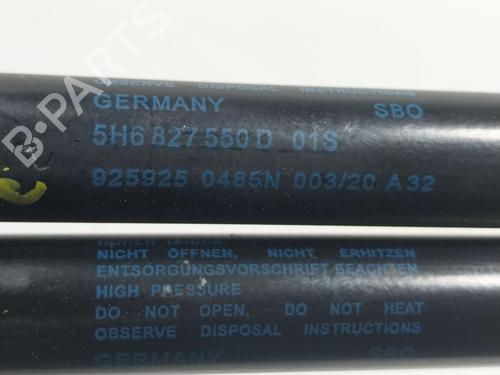 OBSERVE DISPOSAL INSTRUCTIONS
GERMANY SBO
5H6 827 550 D 01S
925925 0485N 003/20 A32
B-PARTS
HOHER DRUCK
NICHT ÖFFNEN, NICHT ERHITZEN
ENTSORGUNGSVORSCHRIFT BEACHTEN
HIGH PRESSURE
DO NOT OPEN, DO NOT HEAT
OBSERVE DISPOSAL INSTRUCTIONS
GERMANY SBO